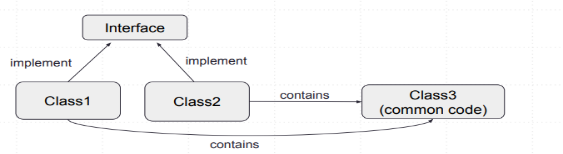 Interface
implement
implement
Class1
Class2
contains
Class3
(common code)
contains